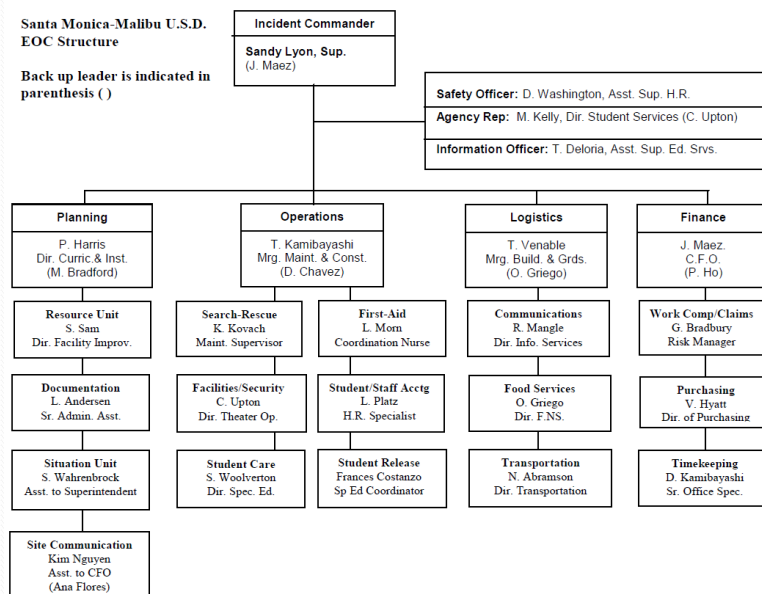 Santa Monica-Malibu U.S.D.
EOC Structure
Back up leader is indicated in
parenthesis ( )
Incident Commander
Sandy Lyon, Sup.
(J. Maez)
Safety Officer: D. Washington, Asst. Sup. H.R.
Agency Rep: M. Kelly, Dir. Student Services (C. Upton)
Information Officer: T. Deloria, Asst. Sup. Ed. Srvs.
Planning
P. Harris
Dir. Curric.& Inst.
(M. Bradford)
Operations
T. Kamibayashi
Mrg. Maint. & Const.
(D. Chavez)
Logistics
T. Venable
Mrg. Build. & Grds.
(O. Griego)
Finance
J. Maez.
C.F.O.
(P. Ho)
Resource Unit
S. Sam
Dir. Facility Improv.
Search-Rescue
K. Kovach
Maint. Supervisor
First-Aid
L. Morn
Coordination Nurse
Communications
R. Mangle
Dir. Info. Services
Work Comp/Claims
G. Bradbury
Risk Manager
Documentation
L. Andersen
Sr. Admin. Asst.
Facilities/Security
C. Upton
Dir. Theater Op.
Student/Staff Acctg
L. Platz
H.R. Specialist
Food Services
O. Griego
Dir. F.NS.
Purchasing
V. Hyatt
Dir. of Purchasing
Situation Unit
S. Wahrenbrock
Asst. to Superintendent
Student Care
S. Woolverton
Dir. Spec. Ed.
Student Release
Frances Costanzo
Sp Ed Coordinator
Transportation
N. Abramson
Dir. Transportation
Timekeeping
D. Kamibayashi
Sr. Office Spec.
Site Communication
Kim Nguyen
Asst. to CFO
(Ana Flores)